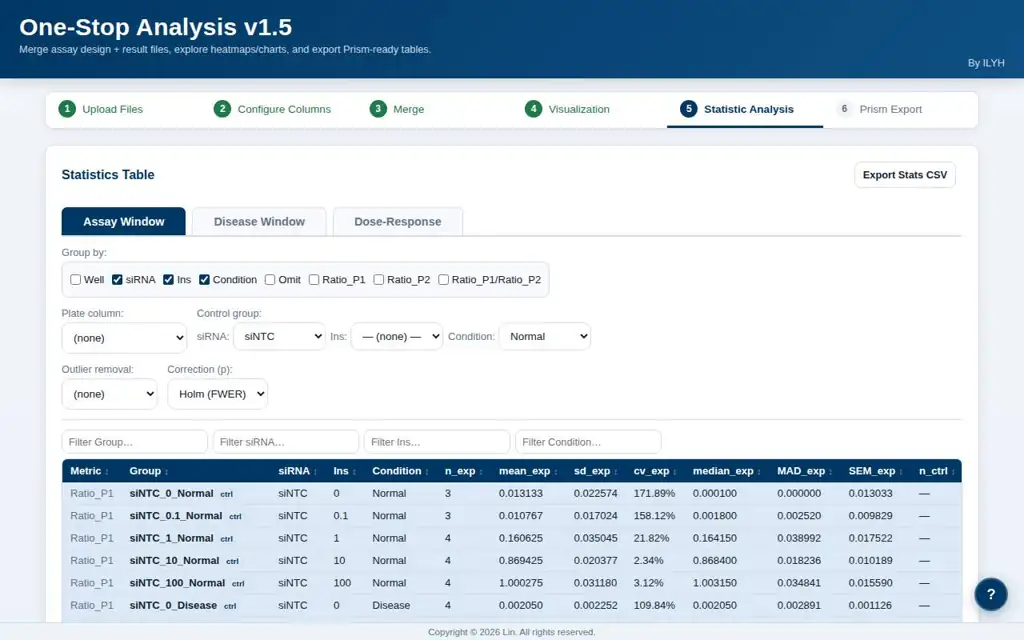 One-Stop Analysis v1.5
Merge assay design + result files, explore heatmaps/charts, and export Prism-ready tables.
By ILYH
1 Upload Files 2 Configure Columns 3 Merge 4 Visualization 5 Statistic Analysis 6 Prism Export
Statistics Table
Export Stats CSV
Assay Window Disease Window Dose-Response
Group by:
Well siRNA Ins Condition Omit Ratio_P1 Ratio_P2 Ratio_P1/Ratio_P2
Plate column: Control group:
(none) siRNA: siNTC Ins: — (none) — Condition: Normal
Outlier removal: Correction (p):
(none) Holm (FWER)
Filter Group… Filter siRNA… Filter Ins… Filter Condition…
Metric Group siRNA Ins Condition n_exp mean_exp sd_exp cv_exp median_exp MAD_exp SEM_exp n_ctrl
Ratio_P1 siNTC_0_Normal ctrl siNTC 0 Normal 3 0.013133 0.022574 171.89% 0.000100 0.000000 0.013033 —
Ratio_P1 siNTC_0.1_Normal ctrl siNTC 0.1 Normal 3 0.010767 0.017024 158.12% 0.001800 0.002520 0.009829 —
Ratio_P1 siNTC_1_Normal ctrl siNTC 1 Normal 4 0.160625 0.035045 21.82% 0.164150 0.038992 0.017522 —
Ratio_P1 siNTC_10_Normal ctrl siNTC 10 Normal 4 0.869425 0.020377 2.34% 0.868400 0.018236 0.010189 —
Ratio_P1 siNTC_100_Normal ctrl siNTC 100 Normal 4 1.000275 0.031180 3.12% 1.003150 0.034841 0.015590 —
Ratio_P1 siNTC_0_Disease ctrl siNTC 0 Disease 4 0.002050 0.002252 109.84% 0.002050 0.002891 0.001126 —
?
Copyright © 2026 Lin. All rights reserved.